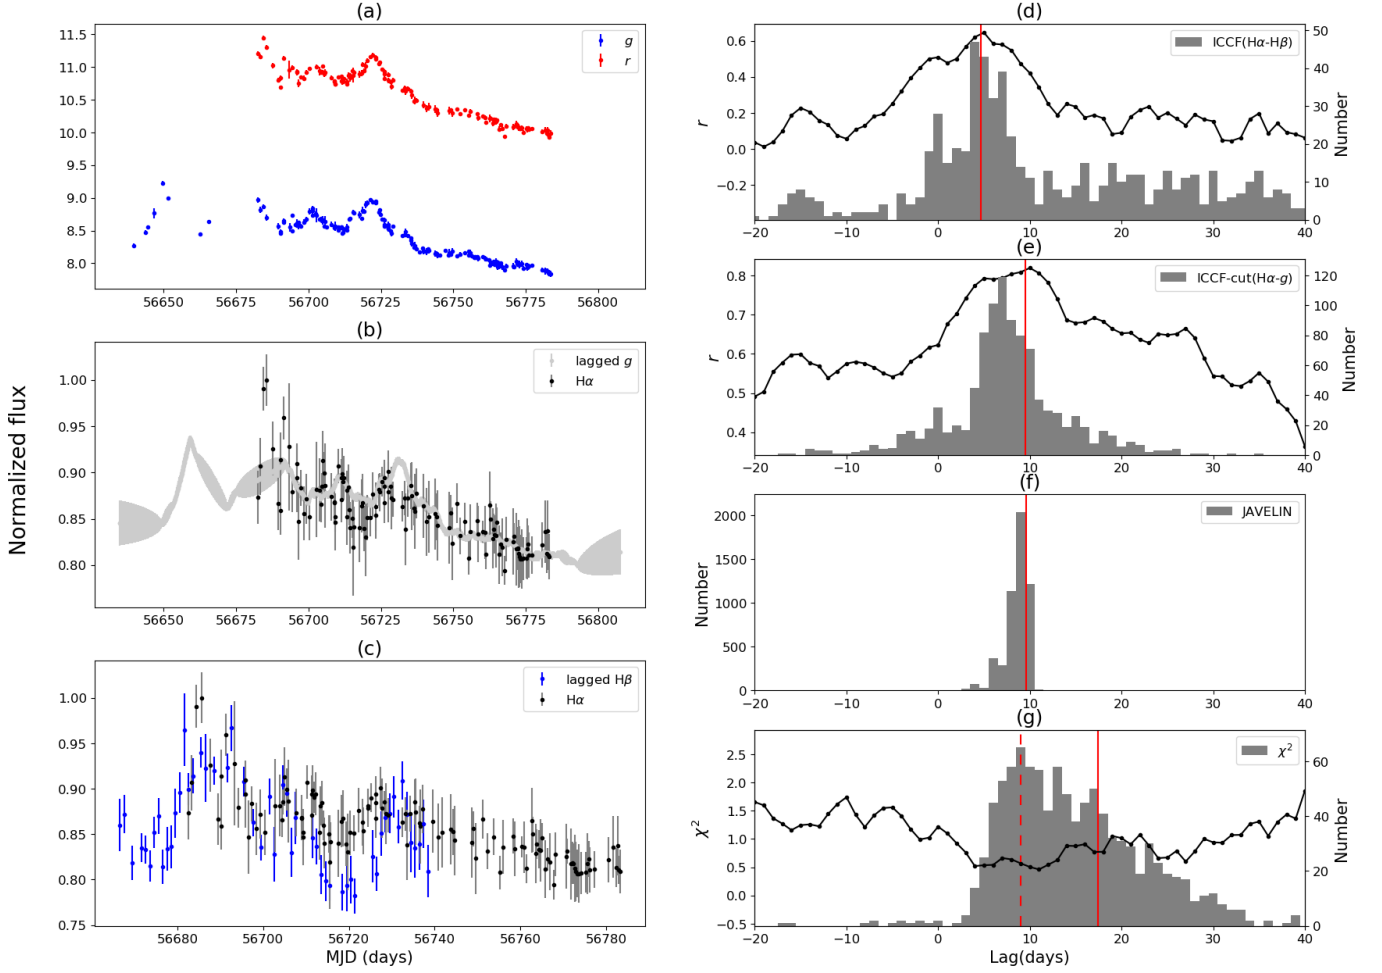 (a)
g
r
11.5
11.0
10.5
10.0
9.5
9.0
8.5
8.0
56650 56675 56700 56725 56750 56775 56800
(b)
lagged g
Hα
1.00
0.95
0.90
0.85
0.80
56650 56675 56700 56725 56750 56775 56800
Normalized flux
(c)
lagged Hβ
Hα
1.00
0.95
0.90
0.85
0.80
0.75
56680 56700 56720 56740 56760 56780
MJD (days)
(d)
ICCF(Hα-Hβ)
r
0.6
0.4
0.2
0.0
−0.2
50
40
30
20
10
0
Number
−20 −10 0 10 20 30 40
(e)
ICCF-cut(Hα-g)
r
0.8
0.7
0.6
0.5
0.4
120
100
80
60
40
20
0
Number
−20 −10 0 10 20 30 40
(f)
JAVELIN
Number
2000
1500
1000
500
0
−20 −10 0 10 20 30 40
(g)
χ²
χ²
2.5
2.0
1.5
1.0
0.5
0.0
−0.5
60
40
20
0
Number
−20 −10 0 10 20 30 40
Lag(days)